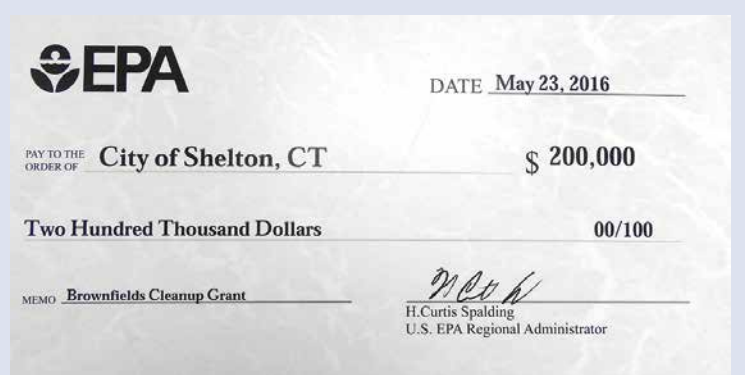 EPA
DATE May 23, 2016
PAY TO THE
ORDER OF City of Shelton, CT $ 200,000
Two Hundred Thousand Dollars 00/100
MEMO Brownfields Cleanup Grant
H.Curtis Spalding
U.S. EPA Regional Administrator